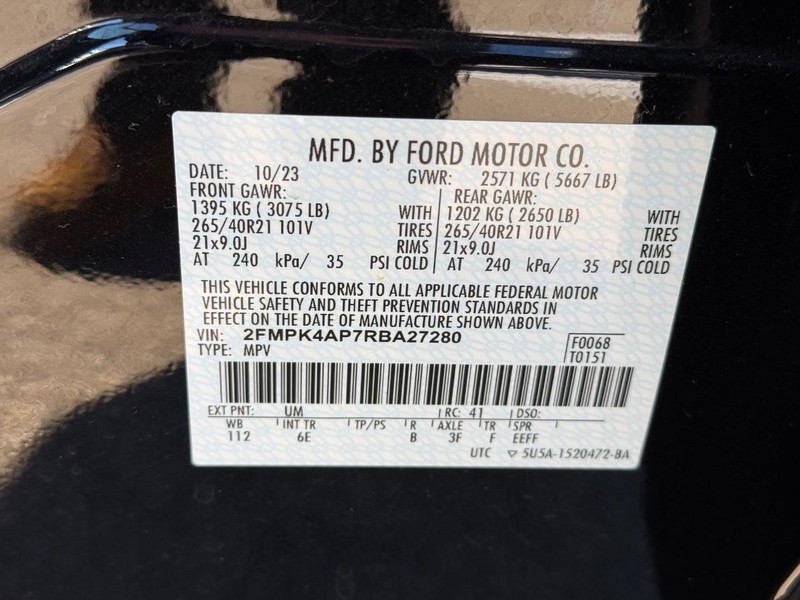 MFD. BY FORD MOTOR CO.
DATE: 10/23 GVWR: 2571 KG ( 5667 LB)
FRONT GAWR: REAR GAWR:
1395 KG ( 3075 LB) WITH 1202 KG ( 2650 LB) WITH
265/40R21 101V TIRES 265/40R21 101V TIRES
21x9.0J RIMS 21x9.0J RIMS
AT 240 kPa/ 35 PSI COLD AT 240 kPa/ 35 PSI COLD
THIS VEHICLE CONFORMS TO ALL APPLICABLE FEDERAL MOTOR
VEHICLE SAFETY AND THEFT PREVENTION STANDARDS IN
EFFECT ON THE DATE OF MANUFACTURE SHOWN ABOVE.
VIN: 2FMPK4AP7RBA27280 F0068
TYPE: MPV T0151
EXT PNT: UM RC: 41 DSO:
WB INT TR TP/PS R AXLE TR SPR
112 6E B 3F F EEFF
UTC ▽ 5U5A-1520472-BA